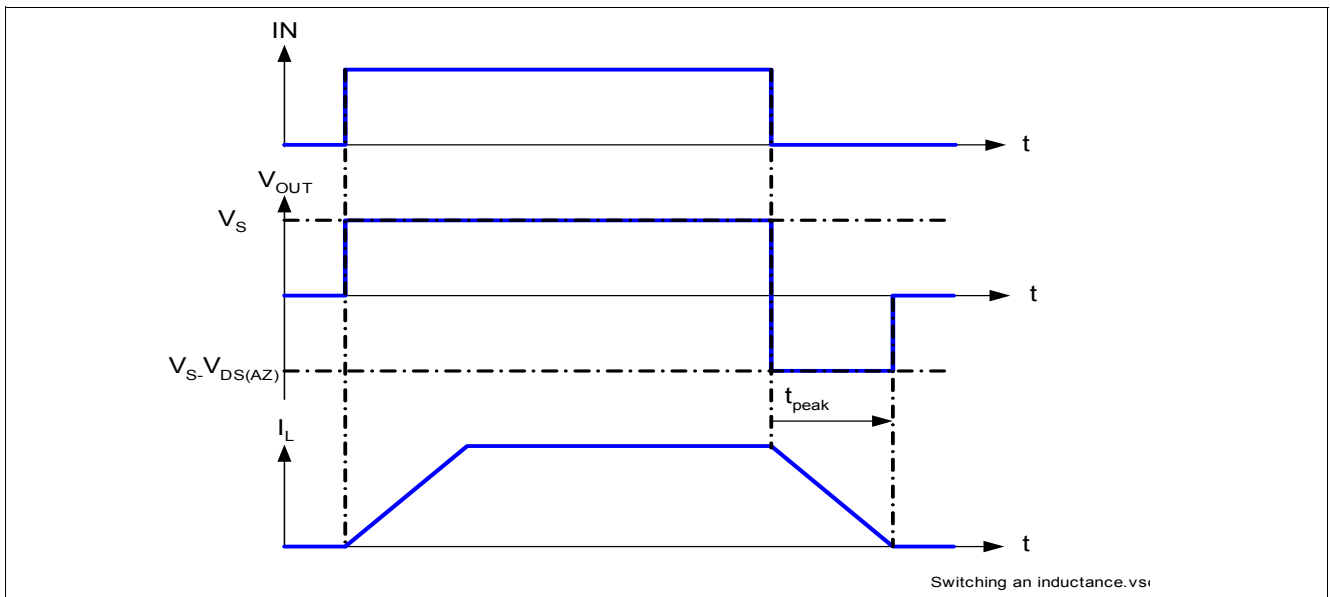 IN
t
V_OUT
V_S
t
V_S-V_DS(AZ)
t_peak
I_L
t
Switching an inductance.vs